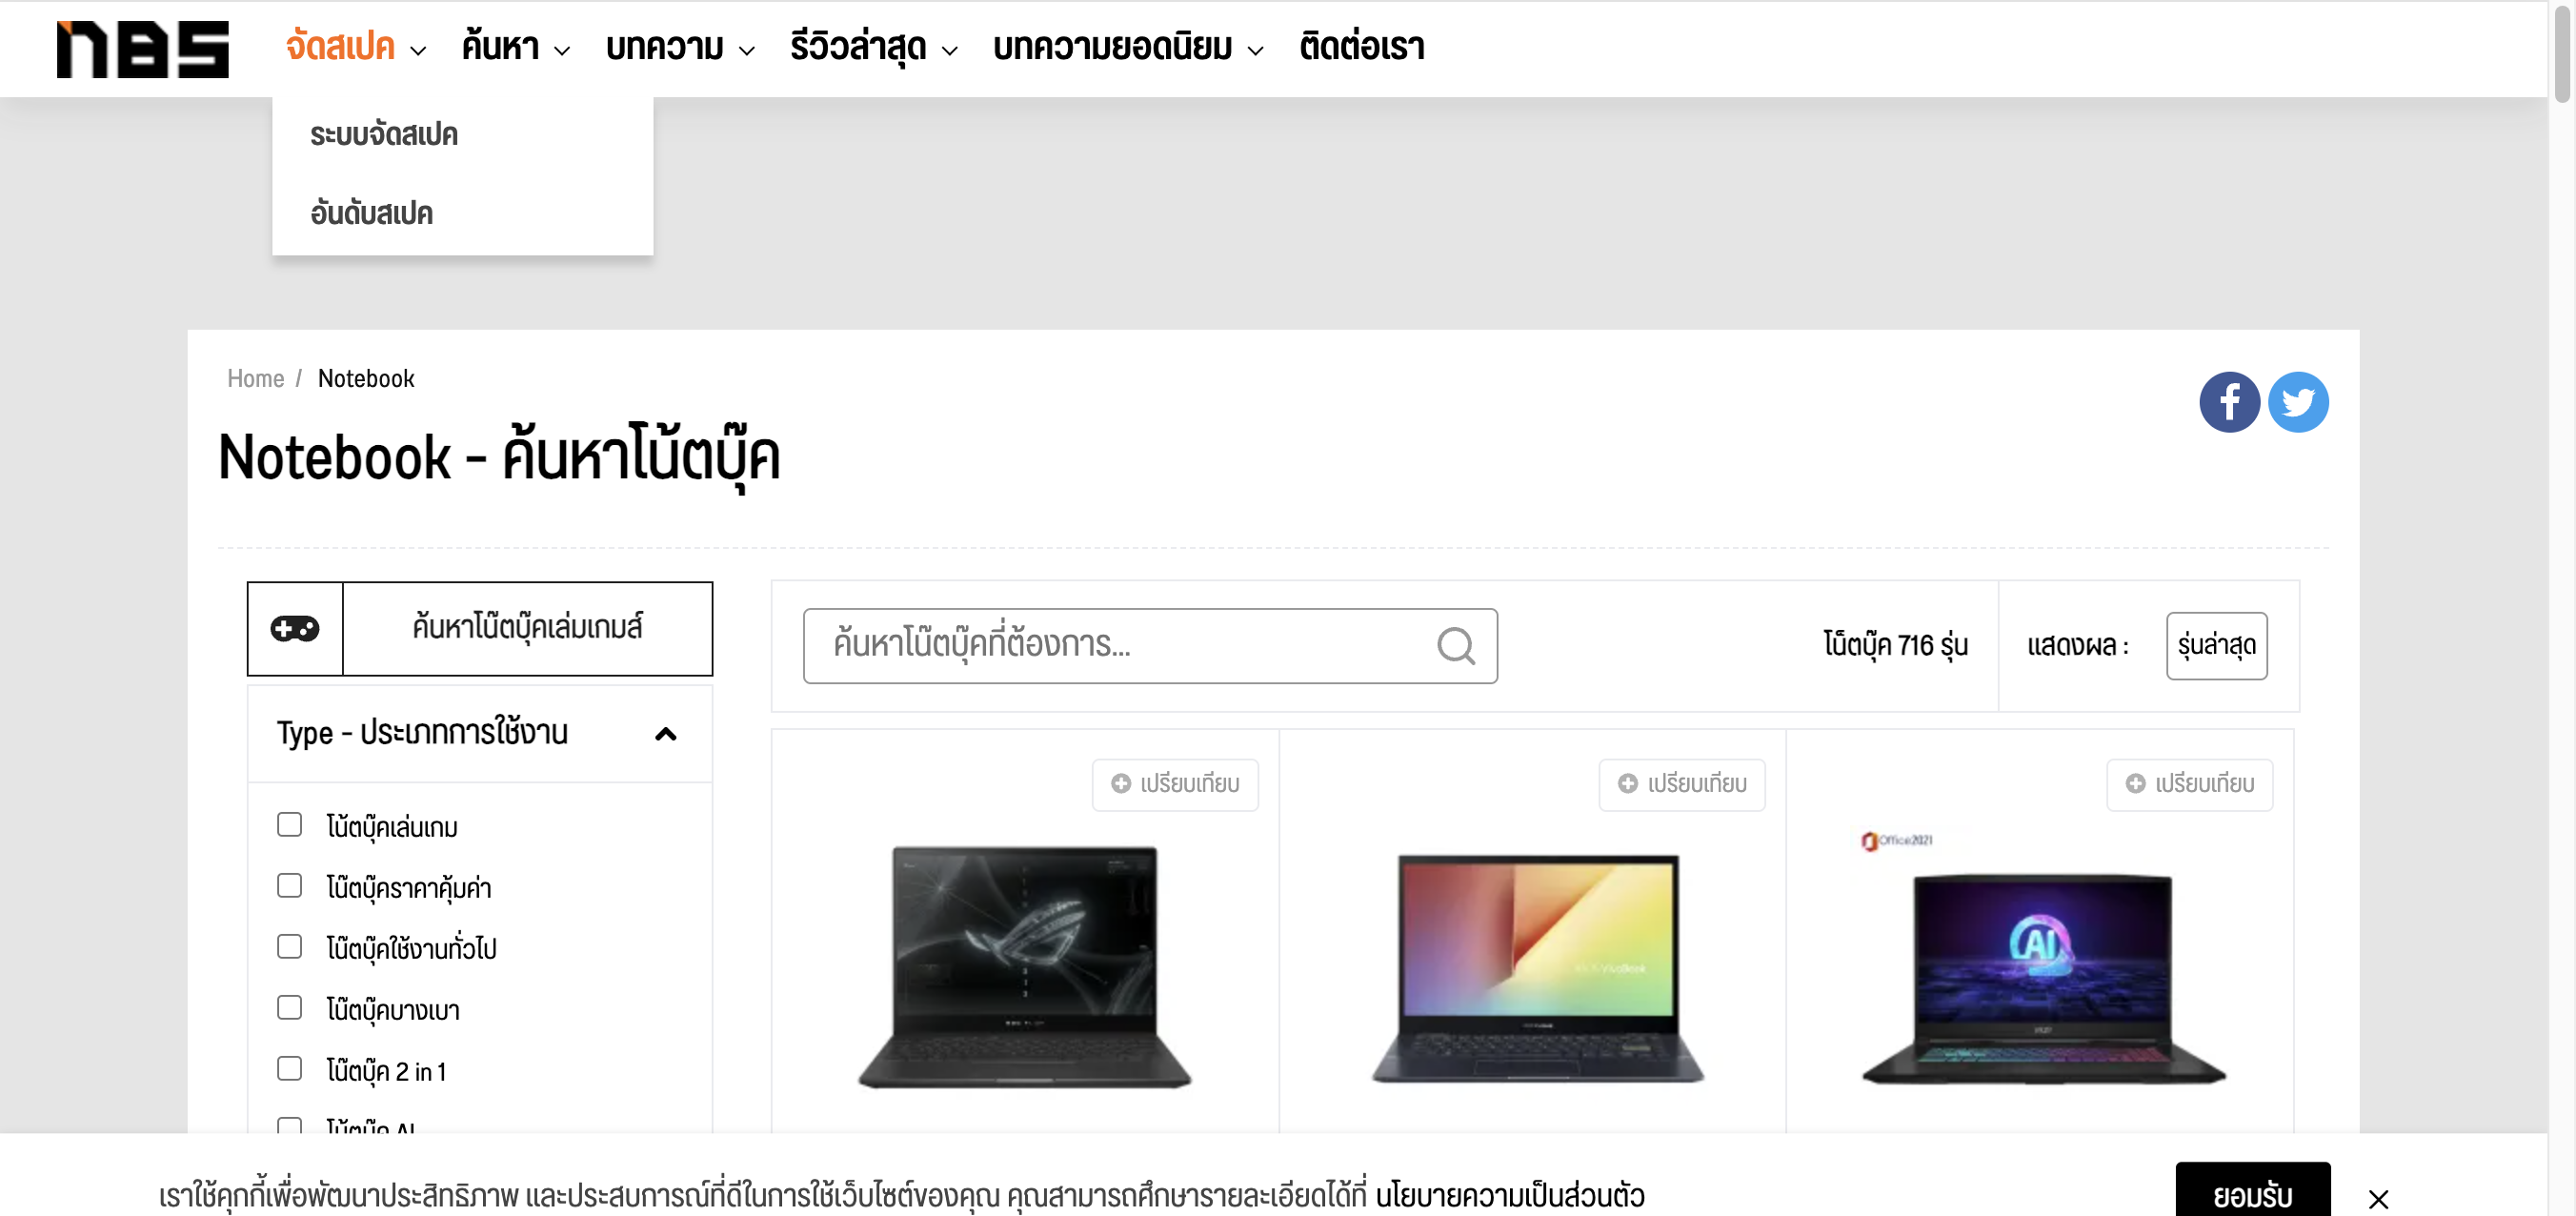 nbs จัดสเปค ค้นหา บทความ รีวิวล่าสุด บทความยอดนิยม ติดต่อเรา
ระบบจัดสเปค
อันดับสเปค
Home / Notebook
Notebook - ค้นหาโน้ตบุ๊ค
ค้นหาโน๊ตบุ๊คเล่มเกมส์
ค้นหาโน๊ตบุ๊คที่ต้องการ...
โน็ตบุ๊ค 716 รุ่น
แสดงผล :
รุ่นล่าสุด
Type - ประเภทการใช้งาน
โน้ตบุ๊คเล่นเกม
โน๊ตบุ๊คราคาคุ้มค่า
โน๊ตบุ๊คใช้งานทั่วไป
โน๊ตบุ๊คบางเบา
โน๊ตบุ๊ค 2 in 1
โน้ตบุ๊ค AI
เปรียบเทียบ
เปรียบเทียบ
เปรียบเทียบ
Office2021
AI
เราใช้คุกกี้เพื่อพัฒนาประสิทธิภาพ และประสบการณ์ที่ดีในการใช้เว็บไซต์ของคุณ คุณสามารถศึกษารายละเอียดได้ที่ นโยบายความเป็นส่วนตัว
ยอมรับ